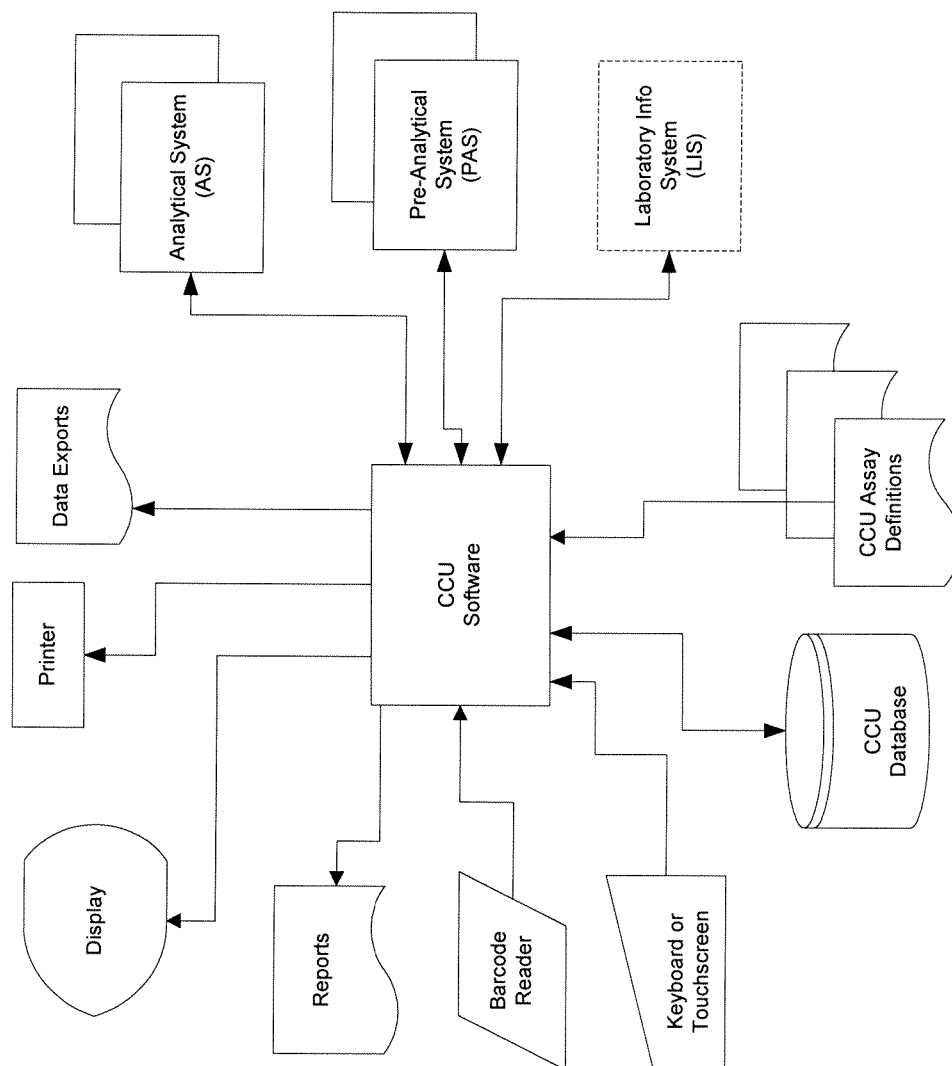 Analytical System
(AS)
Pre-Analytical
System
(PAS)
Laboratory Info
System
(LIS)
Data Exports
Printer
Display
Reports
CCU
Software
Barcode
Reader
Keyboard or
Touchscreen
CCU
Database
CCU Assay
Definitions